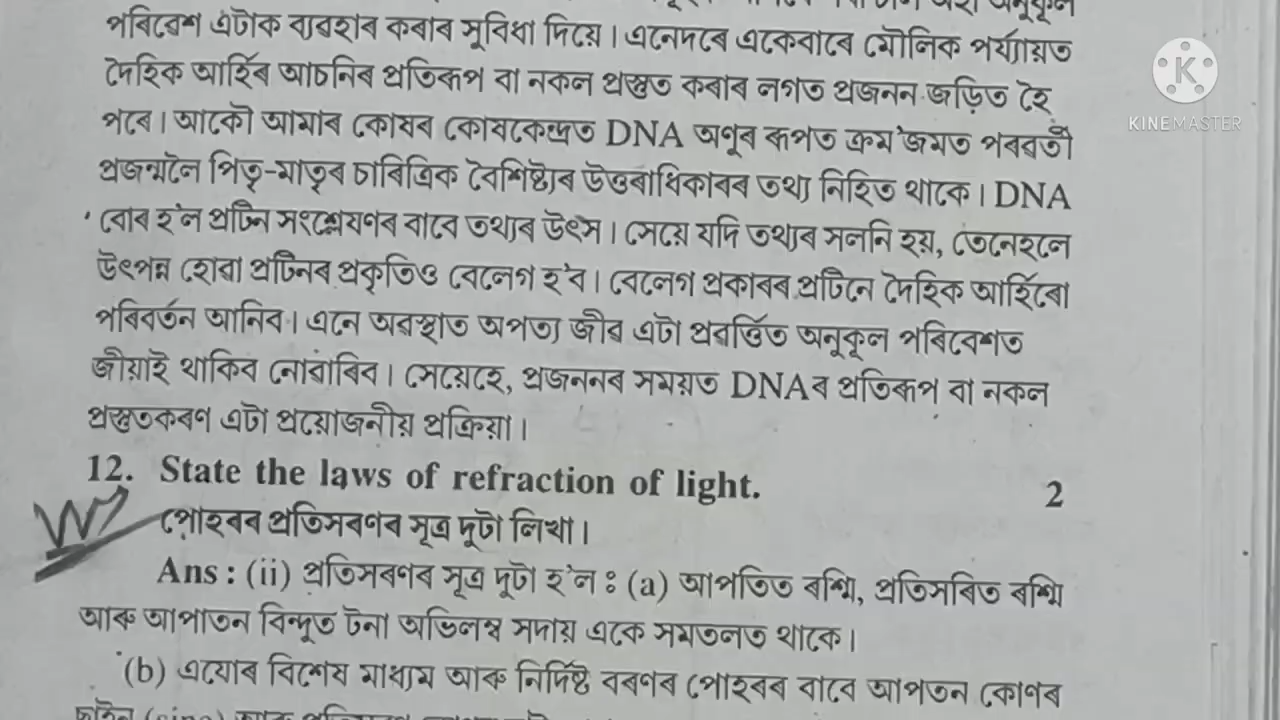 অনুকূল
পৰিৱেশ এটাক ব্যৱহাৰ কৰাৰ সুবিধা দিয়ে। এনেদৰে একেবাৰে মৌলিক পৰ্য্যায়ত
দৈহিক আৰ্হিৰ আচনিৰ প্ৰতিৰূপ বা নকল প্ৰস্তুত কৰাৰ লগত প্ৰজনন জড়িত হৈ
পৰে। আকৌ আমাৰ কোষৰ কোষকেন্দ্ৰত DNA অণুৰ ৰূপত ক্ৰম'জমত পৰৱৰ্তী
প্ৰজন্মলৈ পিতৃ-মাতৃৰ চাৰিত্ৰিক বৈশিষ্ট্যৰ উত্তৰাধিকাৰৰ তথ্য নিহিত থাকে। DNA
বোৰ হ'ল প্ৰটিন সংশ্লেষণৰ বাবে তথ্যৰ উৎস। সেয়ে যদি তথ্যৰ সলনি হয়, তেনেহলে
উৎপন্ন হোৱা প্ৰটিনৰ প্ৰকৃতিও বেলেগ হ'ব। বেলেগ প্ৰকাৰৰ প্ৰটিনে দৈহিক আৰ্হিৰো
পৰিবৰ্তন আনিব। এনে অৱস্থাত অপত্য জীৱ এটা প্ৰৱৰ্ত্তিত অনুকূল পৰিবেশত
জীয়াই থাকিব নোৱাৰিব। সেয়েহে, প্ৰজননৰ সময়ত DNAৰ প্ৰতিৰূপ বা নকল
প্ৰস্তুতকৰণ এটা প্ৰয়োজনীয় প্ৰক্ৰিয়া।
12. State the laws of refraction of light. 2
পোহৰৰ প্ৰতিসৰণৰ সূত্ৰ দুটা লিখা।
Ans : (ii) প্ৰতিসৰণৰ সূত্ৰ দুটা হ'ল ঃ (a) আপতিত ৰশ্মি, প্ৰতিসৰিত ৰশ্মি
আৰু আপাতন বিন্দুত টনা অভিলম্ব সদায় একে সমতলত থাকে।
(b) এযোৰ বিশেষ মাধ্যম আৰু নিৰ্দিষ্ট বৰণৰ পোহৰৰ বাবে আপতন কোণৰ
KINEMASTER